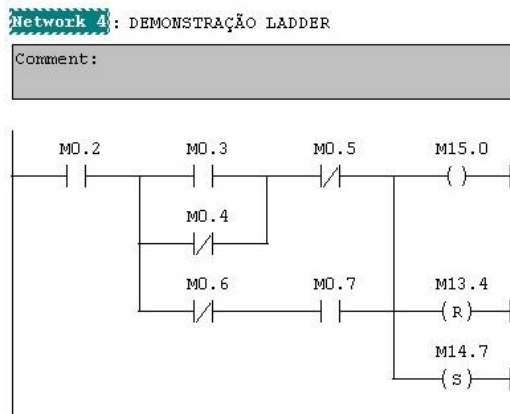 Network 4: DEMONSTRAÇÃO LADDER
Comment:
M0.2 M0.3 M0.5 M15.0
M0.4
M0.6 M0.7 M13.4
R
M14.7
S